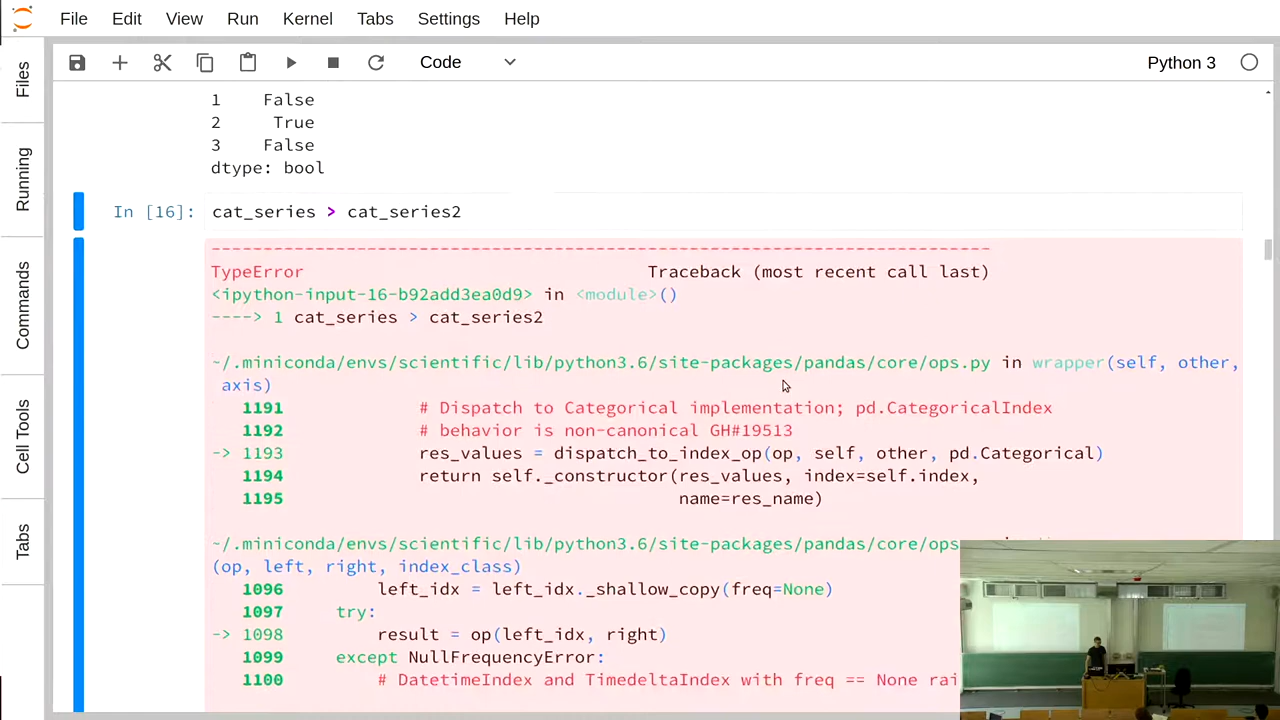 File Edit View Run Kernel Tabs Settings Help
Code
Python 3
Files
Running
Commands
Cell Tools
Tabs
1 False
2 True
3 False
dtype: bool
In [16]: cat_series > cat_series2
---------------------------------------------------------------------------
TypeError Traceback (most recent call last)
<ipython-input-16-b92add3ea0d9> in <module>()
----> 1 cat_series > cat_series2
~/.miniconda/envs/scientific/lib/python3.6/site-packages/pandas/core/ops.py in wrapper(self, other,
axis)
1191 # Dispatch to Categorical implementation; pd.CategoricalIndex
1192 # behavior is non-canonical GH#19513
-> 1193 res_values = dispatch_to_index_op(op, self, other, pd.Categorical)
1194 return self._constructor(res_values, index=self.index,
1195 name=res_name)
~/.miniconda/envs/scientific/lib/python3.6/site-packages/pandas/core/ops
(op, left, right, index_class)
1096 left_idx = left_idx._shallow_copy(freq=None)
1097 try:
-> 1098 result = op(left_idx, right)
1099 except NullFrequencyError:
1100 # DatetimeIndex and TimedeltaIndex with freq == None rai